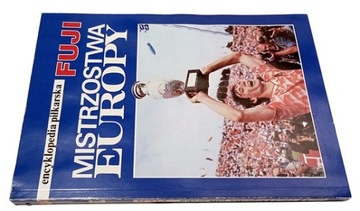 encyklopedia piłkarska
FUJI
MISTRZOSTWA
EUROPY